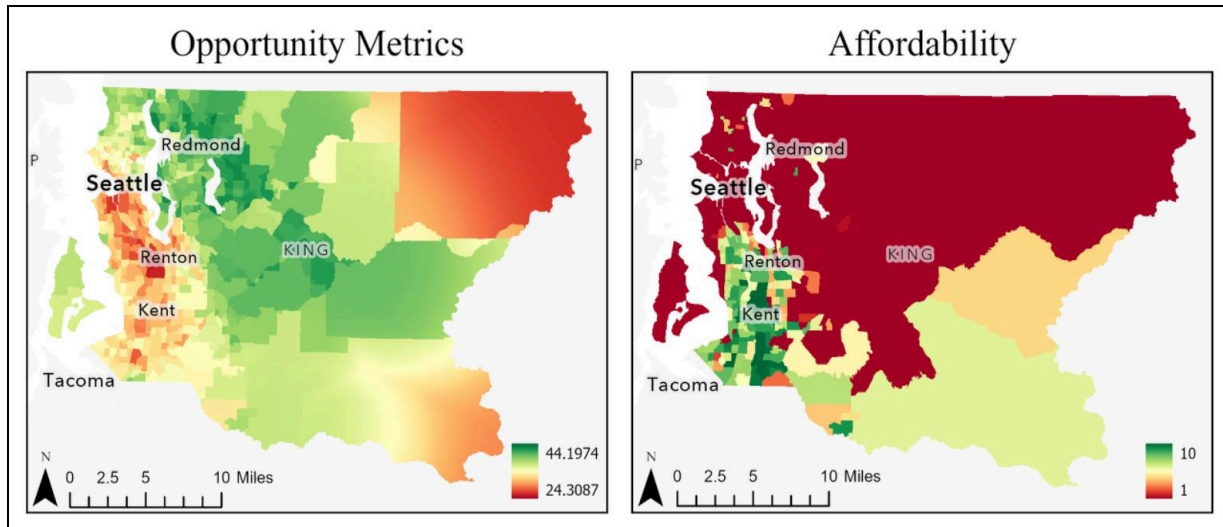 Opportunity Metrics
Redmond
P
Seattle
KING
Renton
Kent
Tacoma
44.1974
24.3087
N
0 2.5 5 10 Miles
Affordability
Redmond
P
Seattle
KING
Renton
Kent
Tacoma
10
1
N
0 2.5 5 10 Miles